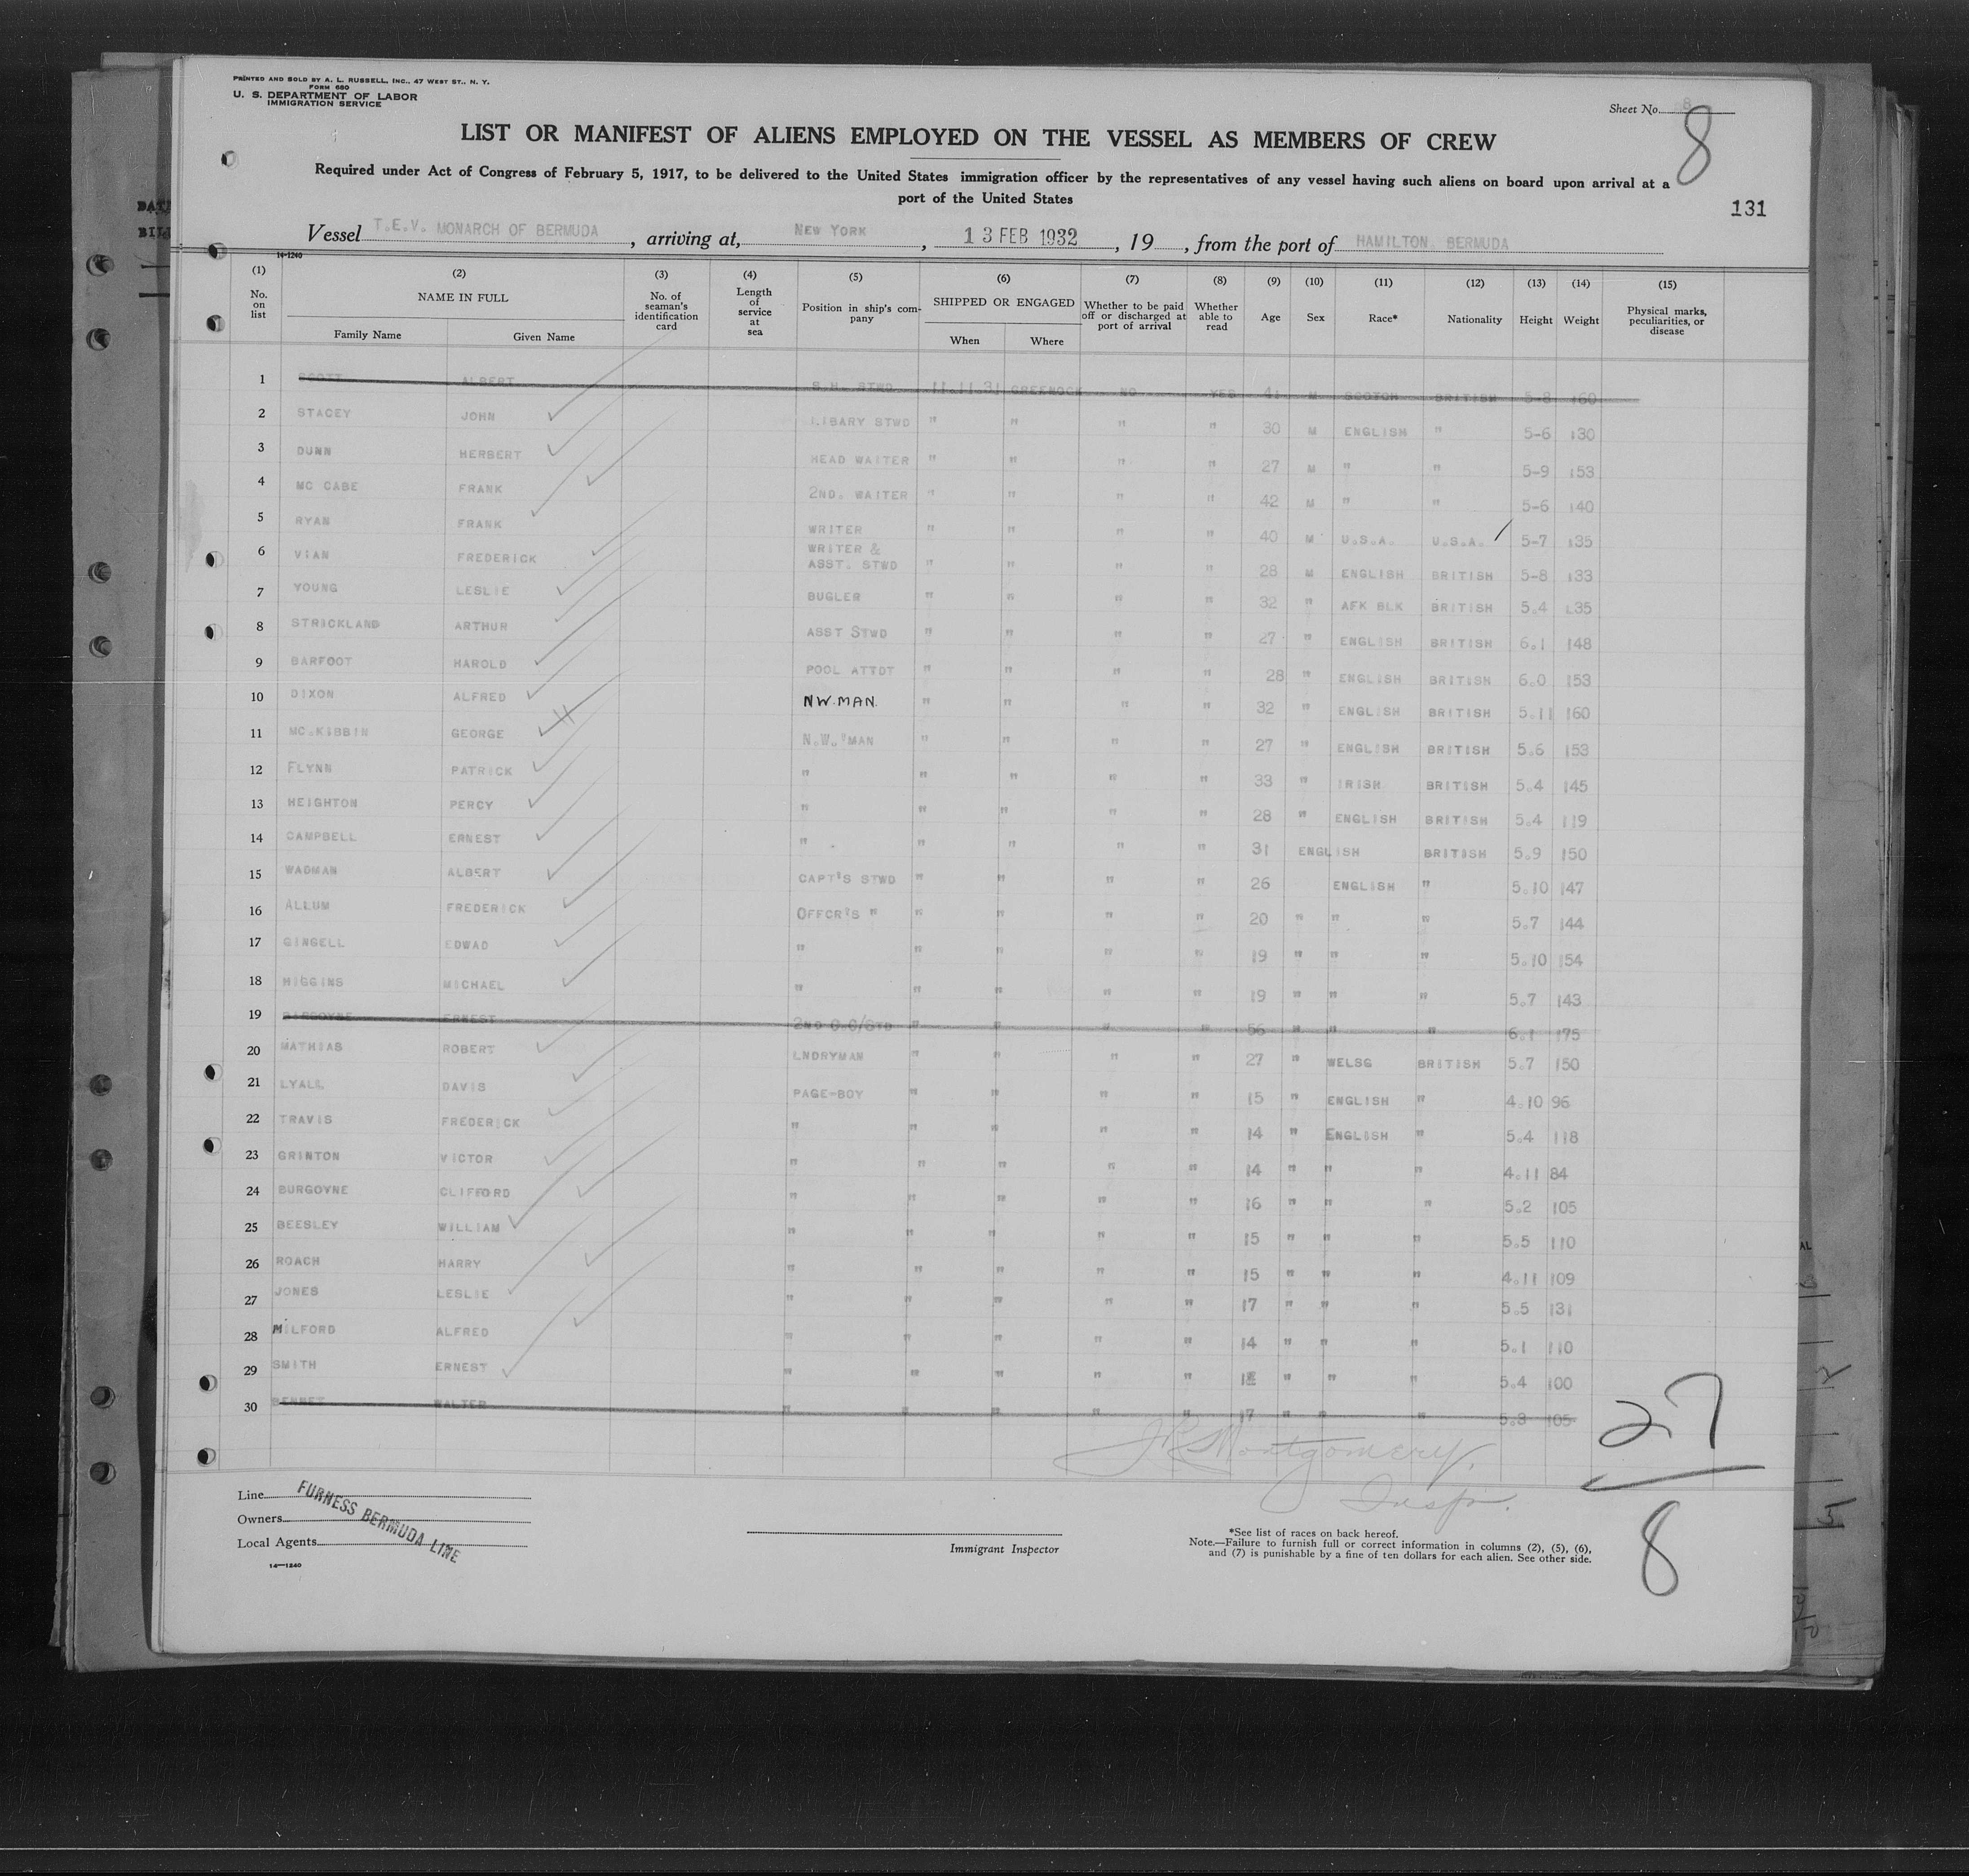 PRINTED AND SOLD BY A. L. RUSSELL, INC., 47 WEST ST., N. Y.
FORM 680
U. S. DEPARTMENT OF LABOR
IMMIGRATION SERVICE
Sheet No. 8
8
LIST OR MANIFEST OF ALIENS EMPLOYED ON THE VESSEL AS MEMBERS OF CREW
Required under Act of Congress of February 5, 1917, to be delivered to the United States immigration officer by the representatives of any vessel having such aliens on board upon arrival at a
port of the United States
131
Vessel T.E.V. MONARCH OF BERMUDA, arriving at, NEW YORK, 13 FEB 1932, 19, from the port of HAMILTON. BERMUDA
14-1240
(1) (2) (3) (4) (5) (6) (7) (8) (9) (10) (11) (12) (13) (14) (15)
No. on list NAME IN FULL Family Name Given Name No. of seaman's identification card Length of service at sea Position in ship's company SHIPPED OR ENGAGED When Where Whether to be paid off or discharged at port of arrival Whether able to read Age Sex Race* Nationality Height Weight Physical marks, peculiarities, or disease
1 SCOTT ALBERT S.H. STWD 11.11.31 GREENOCK NO YES 41 M SCOTCH BRITISH 5-8 160
2 STACEY JOHN LIBARY STWD " " " " 30 M ENGLISH " 5-6 130
3 DUNN HERBERT HEAD WAITER " " " " 27 M " " 5-9 153
4 MC CABE FRANK 2ND. WAITER " " " " 42 M " " 5-6 140
5 RYAN FRANK WRITER " " " " 40 M U.S.A. U.S.A. 5-7 135
6 VIAN FREDERICK WRITER & ASST. STWD " " " " 28 M ENGLISH BRITISH 5-8 133
7 YOUNG LESLIE BUGLER " " " " 32 " AFK BLK BRITISH 5.4 135
8 STRICKLAND ARTHUR ASST STWD " " " " 27 " ENGLISH BRITISH 6.1 148
9 BARFOOT HAROLD POOL ATTDT " " " " 28 " ENGLISH BRITISH 6.0 153
10 DIXON ALFRED NW.MAN. " " " " 32 " ENGLISH BRITISH 5.11 160
11 MC.KIBBIN GEORGE N.W."MAN " " " " 27 " ENGLISH BRITISH 5.6 153
12 FLYNN PATRICK " " " " " 33 " IRISH BRITISH 5.4 145
13 HEIGHTON PERCY " " " " " 28 " ENGLISH BRITISH 5.4 119
14 CAMPBELL ERNEST " " " " " 31 ENGLISH BRITISH 5.9 150
15 WADMAN ALBERT CAPT'S STWD " " " " 26 ENGLISH " 5.10 147
16 ALLUM FREDERICK OFFCR'S " " " " " 20 " " " 5.7 144
17 GINGELL EDWAD " " " " " 19 " " " 5.10 154
18 HIGGINS MICHAEL " " " " " 19 " " " 5.7 143
19 ERNEST 2ND " " " " 56 " " " 6.1 175
20 MATHIAS ROBERT LNDRYMAN " " " " 27 " WELSG BRITISH 5.7 150
21 LYALL DAVIS PAGE-BOY " " " " 15 " ENGLISH " 4.10 96
22 TRAVIS FREDERICK " " " " " 14 " ENGLISH " 5.4 118
23 GRINTON VICTOR " " " " " 14 " " " 4.11 84
24 BURGOYNE CLIFFORD " " " " " 16 " " " 5.2 105
25 BEESLEY WILLIAM " " " " " 15 " " " 5.5 110
26 ROACH HARRY " " " " " 15 " " " 4.11 109
27 JONES LESLIE " " " " " 17 " " " 5.5 131
28 MILFORD ALFRED " " " " " 14 " " " 5.1 110
29 SMITH ERNEST " " " " " " " " 5.4 100
30 BENNET WALTER " " " " " 17 " " " 5.3 105
27
J R Montgomery.
Insp.
8
Line
Owners
Local Agents
FURNESS BERMUDA LINE
14-1240
Immigrant Inspector
*See list of races on back hereof.
Note.—Failure to furnish full or correct information in columns (2), (5), (6),
and (7) is punishable by a fine of ten dollars for each alien. See other side.